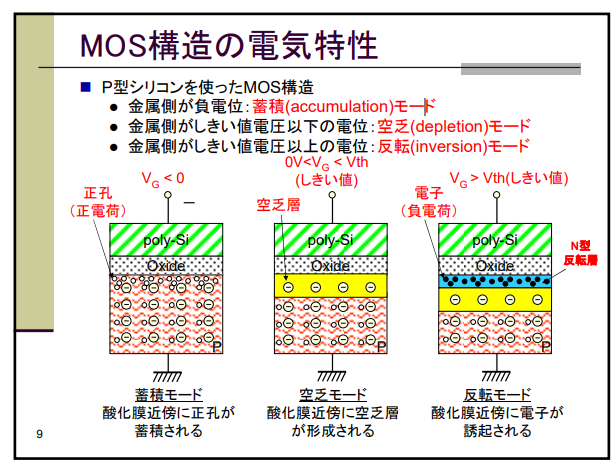 MOS構造の電気特性
P型シリコンを使ったMOS構造
金属側が負電位：蓄積(accumulation)モード
金属側がしきい値電圧以下の電位：空乏(depletion)モード
金属側がしきい値電圧以上の電位：反転(inversion)モード
VG < 0
0V<VG < Vth
(しきい値)
VG > Vth(しきい値)
正孔
（正電荷）
－
空乏層
電子
（負電荷）
N型
反転層
poly-Si
Oxide
P
poly-Si
Oxide
P
poly-Si
Oxide
P
蓄積モード
酸化膜近傍に正孔が
蓄積される
空乏モード
酸化膜近傍に空乏層
が形成される
反転モード
酸化膜近傍に電子が
誘起される
9